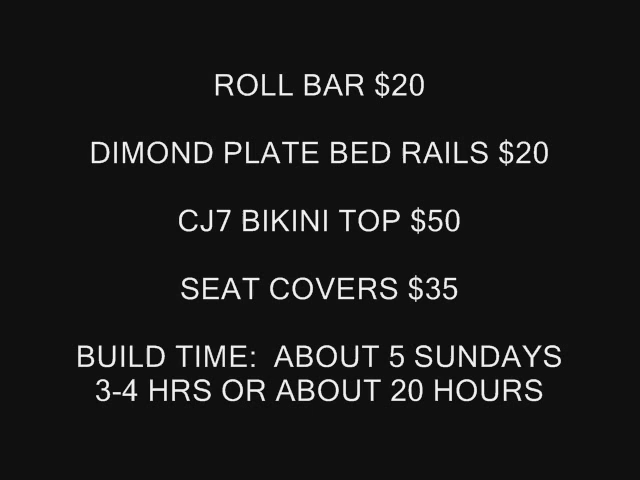 ROLL BAR $20
DIMOND PLATE BED RAILS $20
CJ7 BIKINI TOP $50
SEAT COVERS $35
BUILD TIME:  ABOUT 5 SUNDAYS
3-4 HRS OR ABOUT 20 HOURS